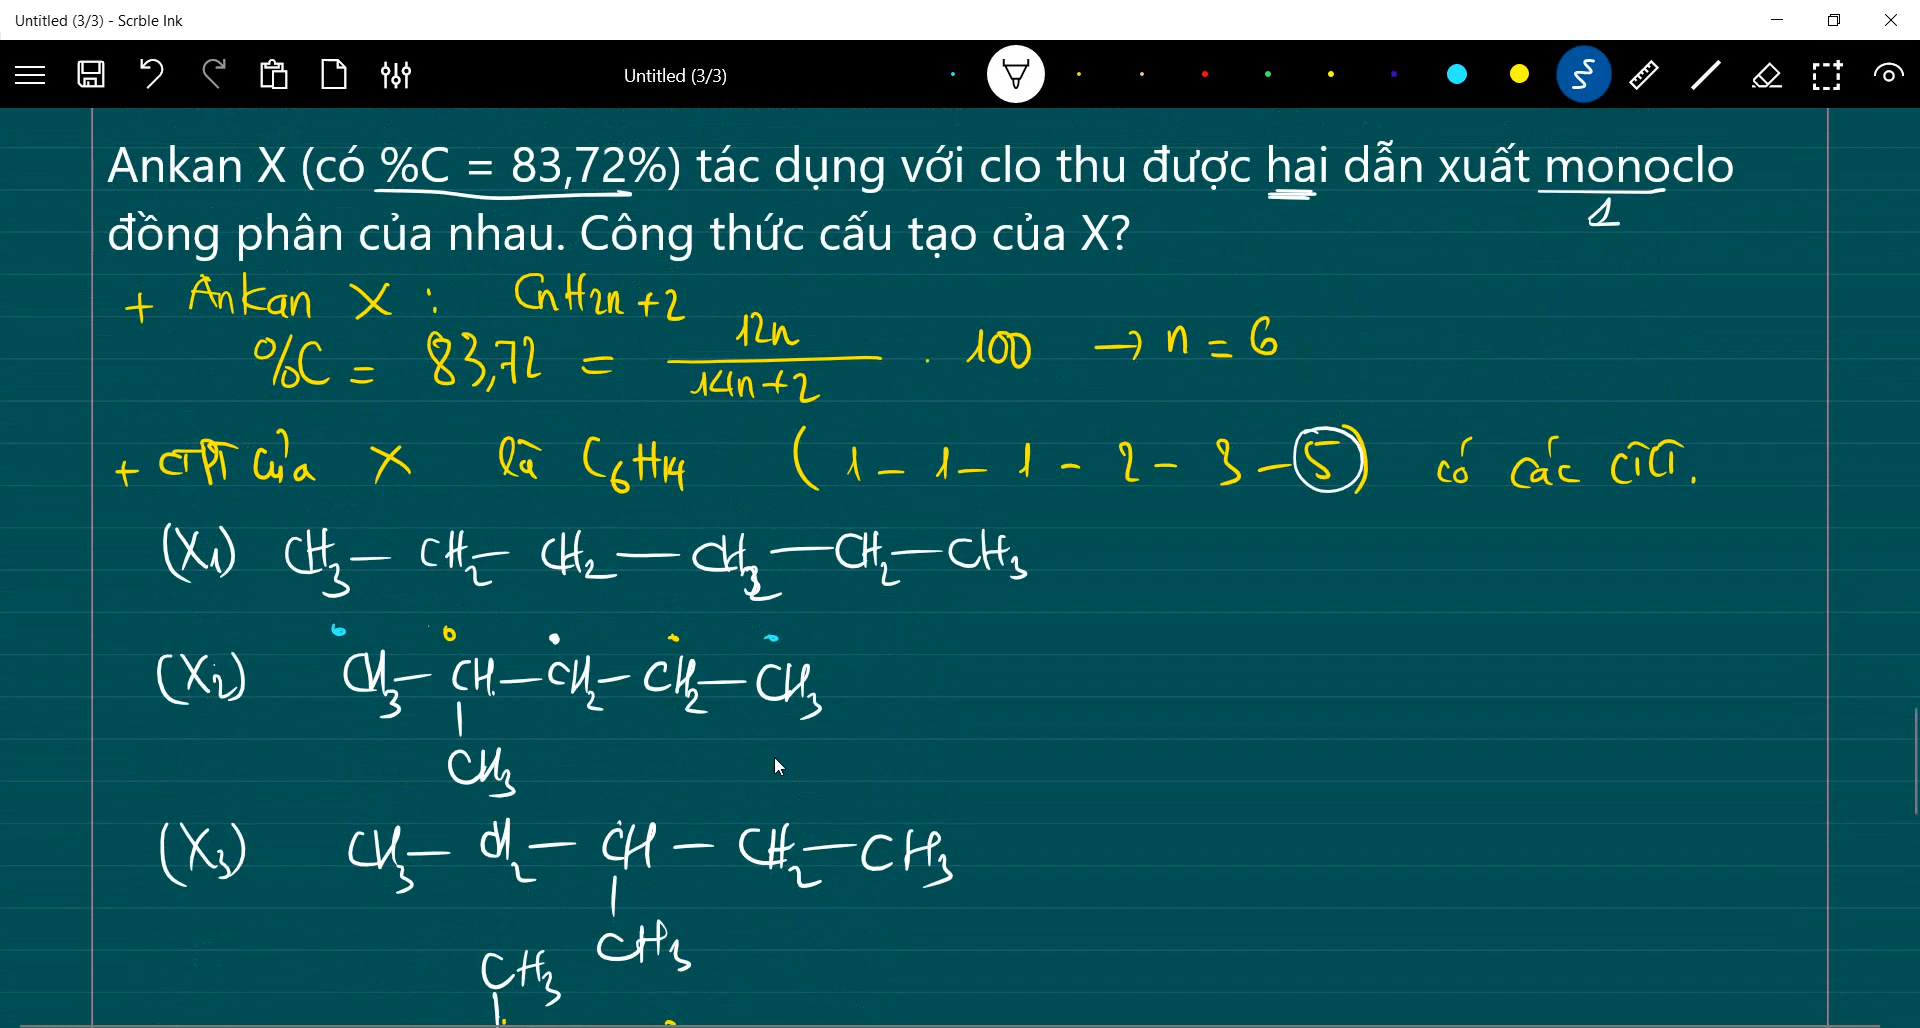 Untitled (3/3) - Scrble Ink
Untitled (3/3)
Ankan X (có %C = 83,72%) tác dụng với clo thu được hai dẫn xuất monoclo
1
đồng phân của nhau. Công thức cấu tạo của X?
+ Ankan X : CnH2n+2
%C = 83,72 = 12n / 14n+2 . 100 → n = 6
+ CTPT của X là C6H14 (1 - 1 - 1 - 2 - 3 - 5) có các CTCT.
(X1) CH3 — CH2 — CH2 — CH2 — CH2 — CH3
(X2) CH3 — CH — CH2 — CH2 — CH3
CH3
(X3) CH3 — CH2 — CH — CH2 — CH3
CH3
CH3